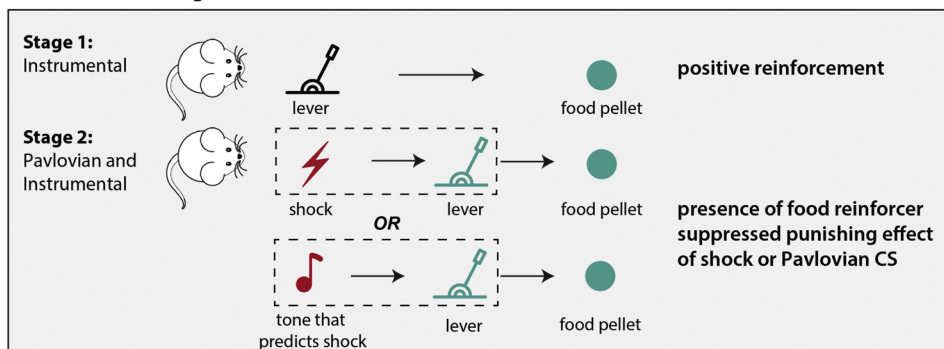 Stage 1:
Instrumental
lever
food pellet
positive reinforcement
Stage 2:
Pavlovian and
Instrumental
shock
lever
food pellet
OR
presence of food reinforcer
suppressed punishing effect
of shock or Pavlovian CS
tone that
predicts shock
lever
food pellet